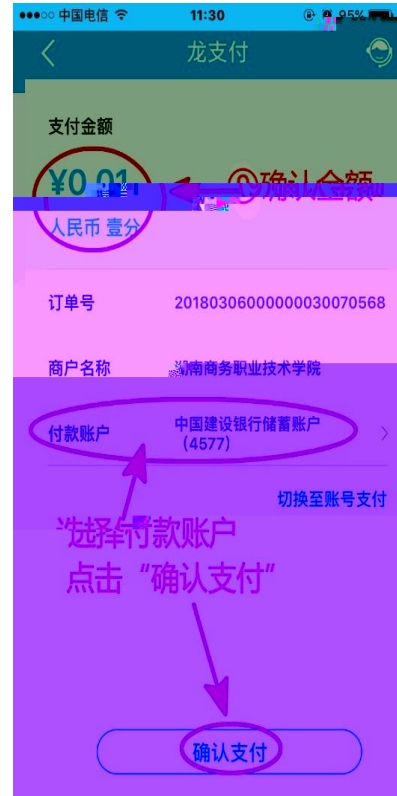 中国电信 11:30 95%
龙支付
支付金额
¥0.01
确认金额
人民币 壹分
订单号 20180306000000030070568
商户名称 湖南商务职业技术学院
付款账户 中国建设银行储蓄账户
(4577)
切换至账号支付
选择付款账户
点击“确认支付”
确认支付